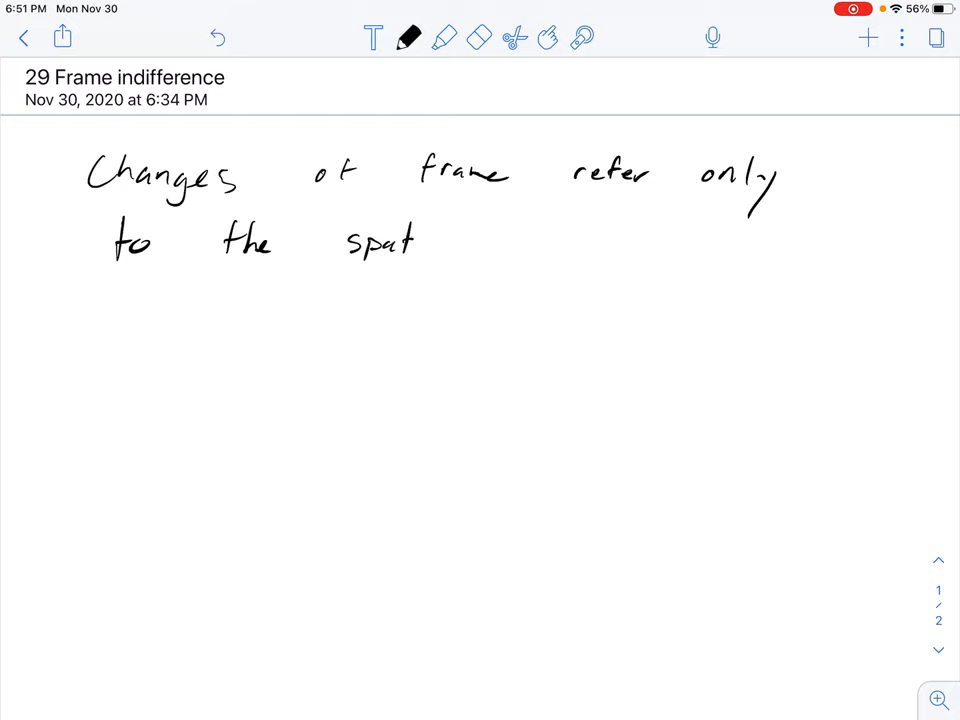 6:51 PM Mon Nov 30 56%
29 Frame indifference
Nov 30, 2020 at 6:34 PM
Changes of frame refer only
to the spat
1
/
2